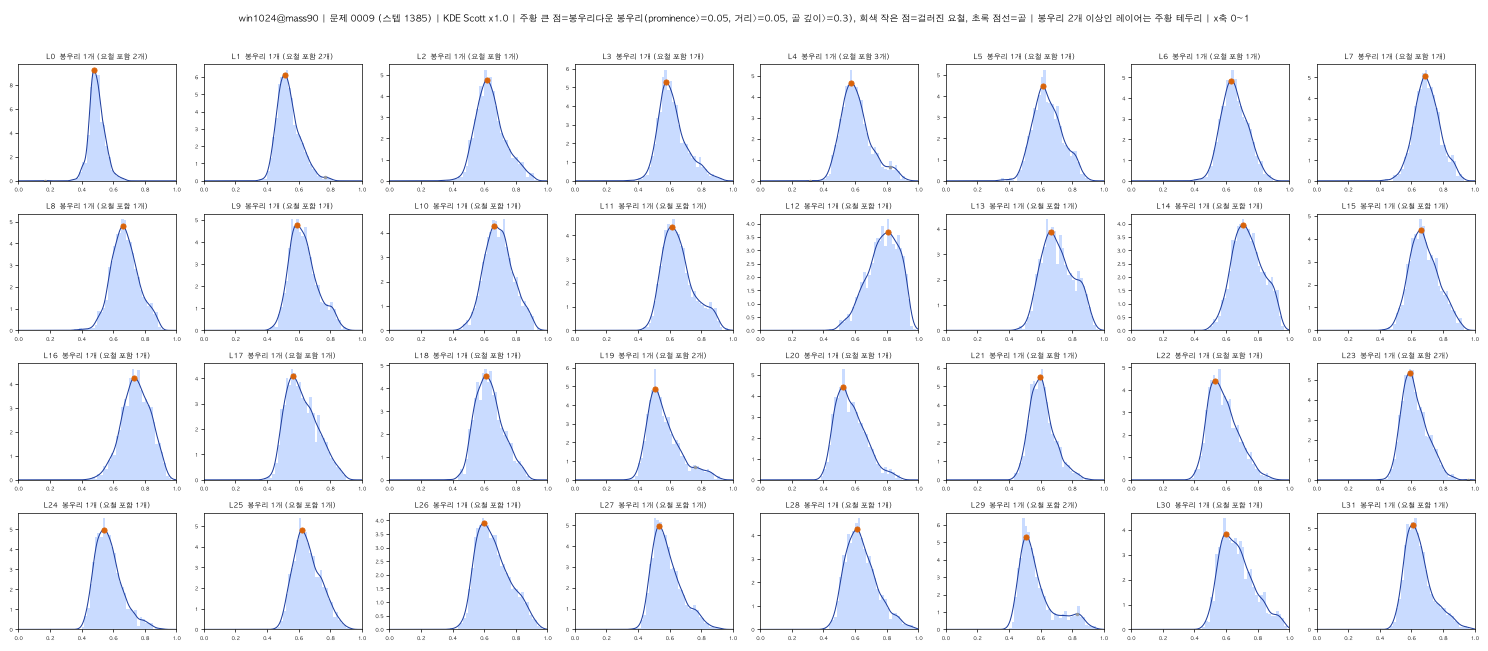 win1024@mass90 | 문제 0009 (스텝 1385) | KDE Scott x1.0 | 주황 큰 점=봉우리다운 봉우리(prominence>=0.05, 거리>=0.05, 골 깊이>=0.3), 회색 작은 점=걸러진 요철, 초록 점선=골 | 봉우리 2개 이상인 레이어는 주황 테두리 | x축 0~1
L0 봉우리 1개 (요철 포함 2개)
L1 봉우리 1개 (요철 포함 2개)
L2 봉우리 1개 (요철 포함 1개)
L3 봉우리 1개 (요철 포함 1개)
L4 봉우리 1개 (요철 포함 3개)
L5 봉우리 1개 (요철 포함 1개)
L6 봉우리 1개 (요철 포함 1개)
L7 봉우리 1개 (요철 포함 1개)
L8 봉우리 1개 (요철 포함 1개)
L9 봉우리 1개 (요철 포함 1개)
L10 봉우리 1개 (요철 포함 1개)
L11 봉우리 1개 (요철 포함 1개)
L12 봉우리 1개 (요철 포함 1개)
L13 봉우리 1개 (요철 포함 1개)
L14 봉우리 1개 (요철 포함 1개)
L15 봉우리 1개 (요철 포함 1개)
L16 봉우리 1개 (요철 포함 1개)
L17 봉우리 1개 (요철 포함 1개)
L18 봉우리 1개 (요철 포함 1개)
L19 봉우리 1개 (요철 포함 2개)
L20 봉우리 1개 (요철 포함 1개)
L21 봉우리 1개 (요철 포함 1개)
L22 봉우리 1개 (요철 포함 1개)
L23 봉우리 1개 (요철 포함 2개)
L24 봉우리 1개 (요철 포함 1개)
L25 봉우리 1개 (요철 포함 1개)
L26 봉우리 1개 (요철 포함 1개)
L27 봉우리 1개 (요철 포함 1개)
L28 봉우리 1개 (요철 포함 1개)
L29 봉우리 1개 (요철 포함 2개)
L30 봉우리 1개 (요철 포함 1개)
L31 봉우리 1개 (요철 포함 1개)